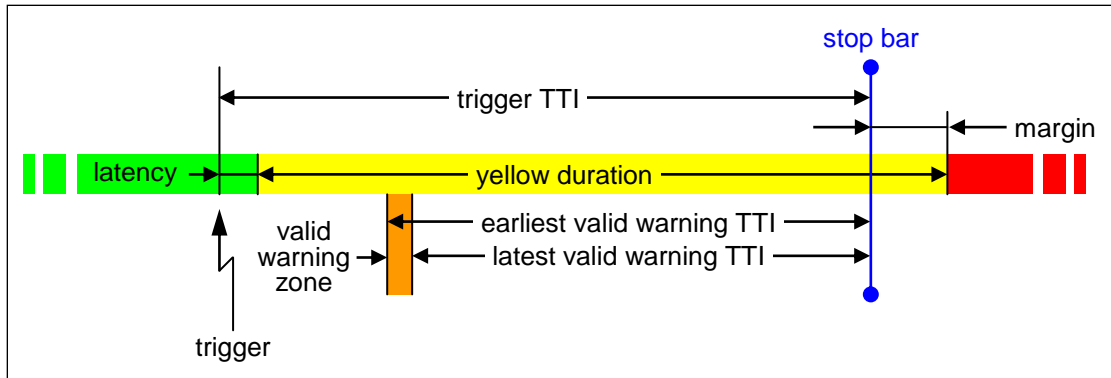 stop bar
trigger TTI
margin
latency
yellow duration
valid
warning
zone
earliest valid warning TTI
latest valid warning TTI
trigger